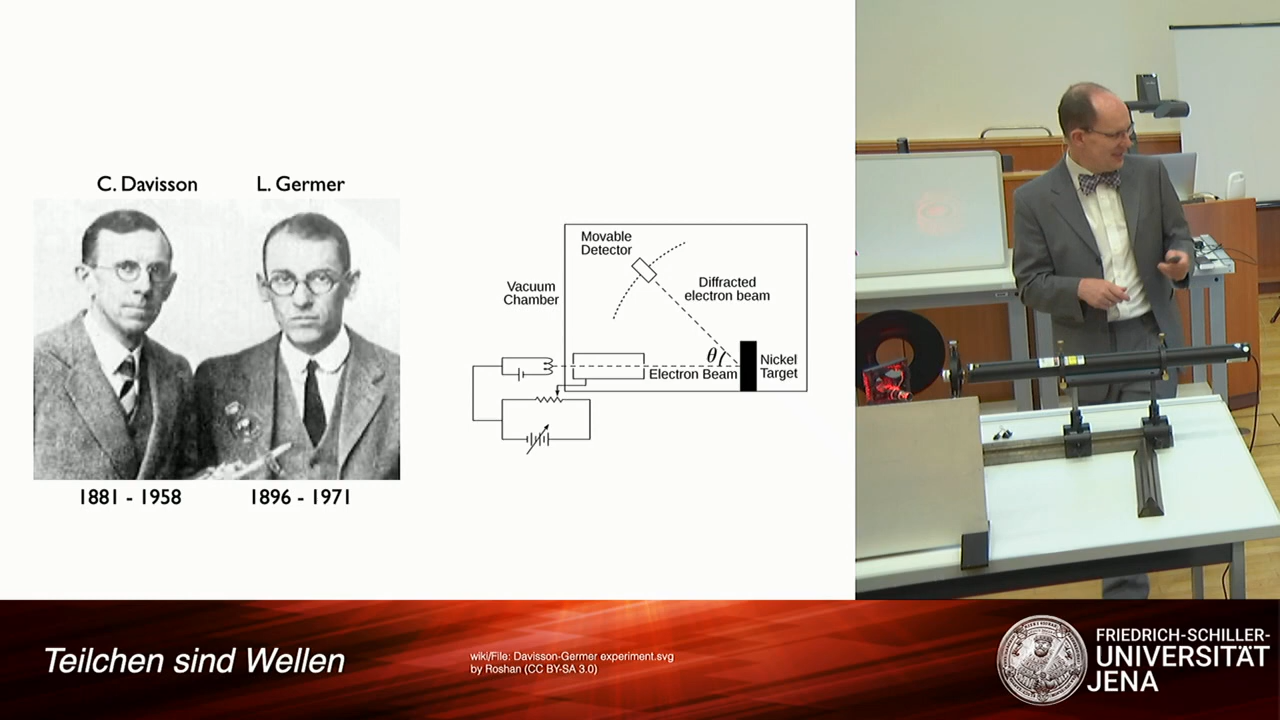 C. Davisson
L. Germer
1881 - 1958
1896 - 1971
Movable
Detector
Vacuum
Chamber
Diffracted
electron beam
θ
Nickel
Target
Electron Beam
Teilchen sind Wellen
wiki/File: Davisson-Germer experiment.svg
by Roshan (CC BY-SA 3.0)
FRIEDRICH-SCHILLER-
UNIVERSITÄT
JENA